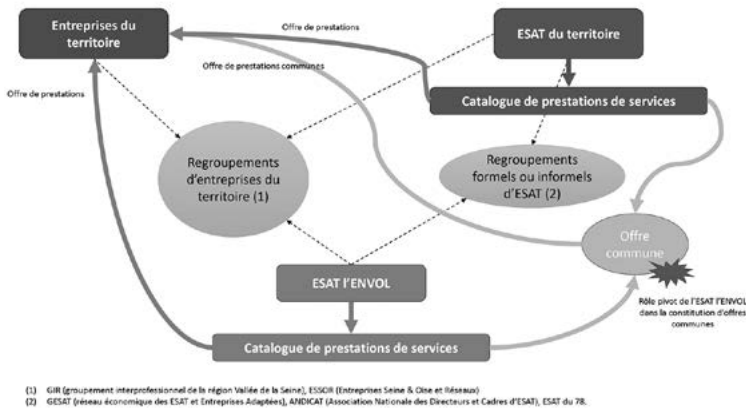 Entreprises du
territoire
Offre de prestations
ESAT du territoire
Offre de prestations communes
Offre de prestations
Catalogue de prestations de services
Regroupements
d'entreprises du
territoire (1)
Regroupements
formels ou informels
d'ESAT (2)
Offre
commune
ESAT l'ENVOL
Rôle pivot de l'ESAT l'ENVOL
dans la constitution d'offres
communes
Catalogue de prestations de services
(1) GIR (groupement interprofessionnel de la région Vallée de la Seine), ESSOR (Entreprises Seine & Oise et Réseaux)
(2) GESAT (réseau économique des ESAT et Entreprises Adaptées), ANDICAT (Association Nationale des Directeurs et Cadres d'ESAT), ESAT du 78.